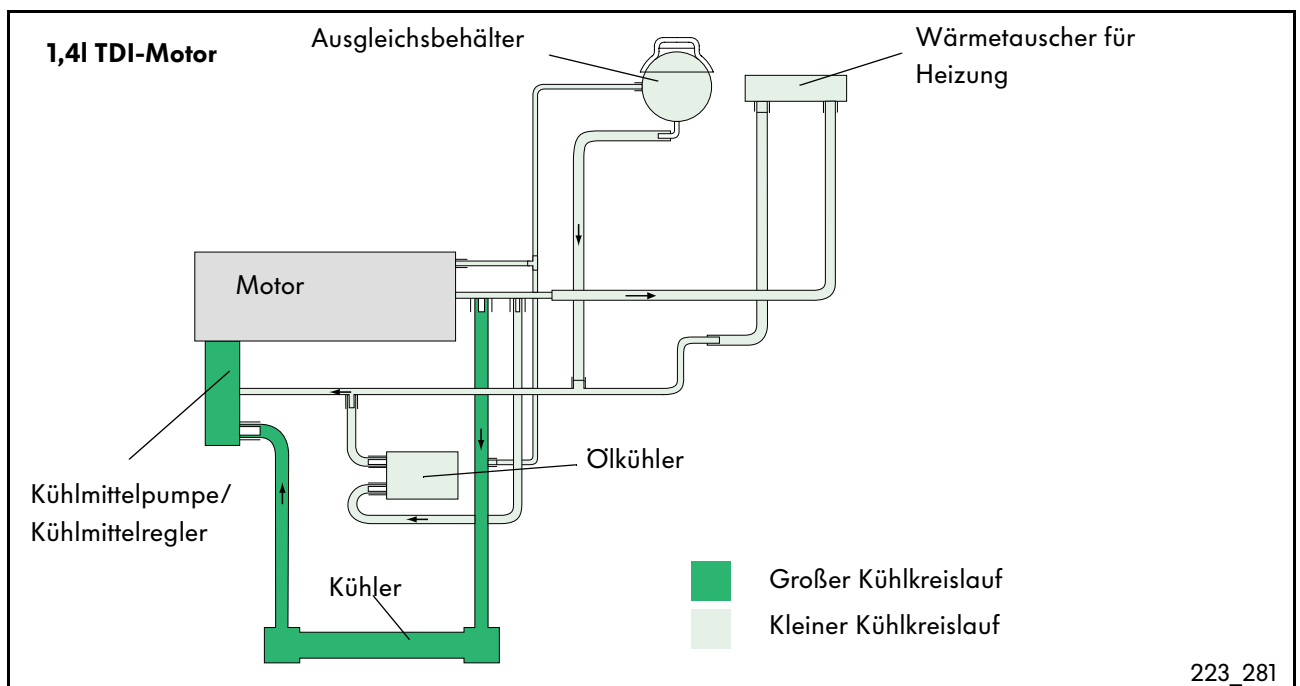 1,4l TDI-Motor
Ausgleichsbehälter
Wärmetauscher für
Heizung
Motor
Ölkühler
Kühlmittelpumpe/
Kühlmittelregler
Kühler
Großer Kühlkreislauf
Kleiner Kühlkreislauf
223_281